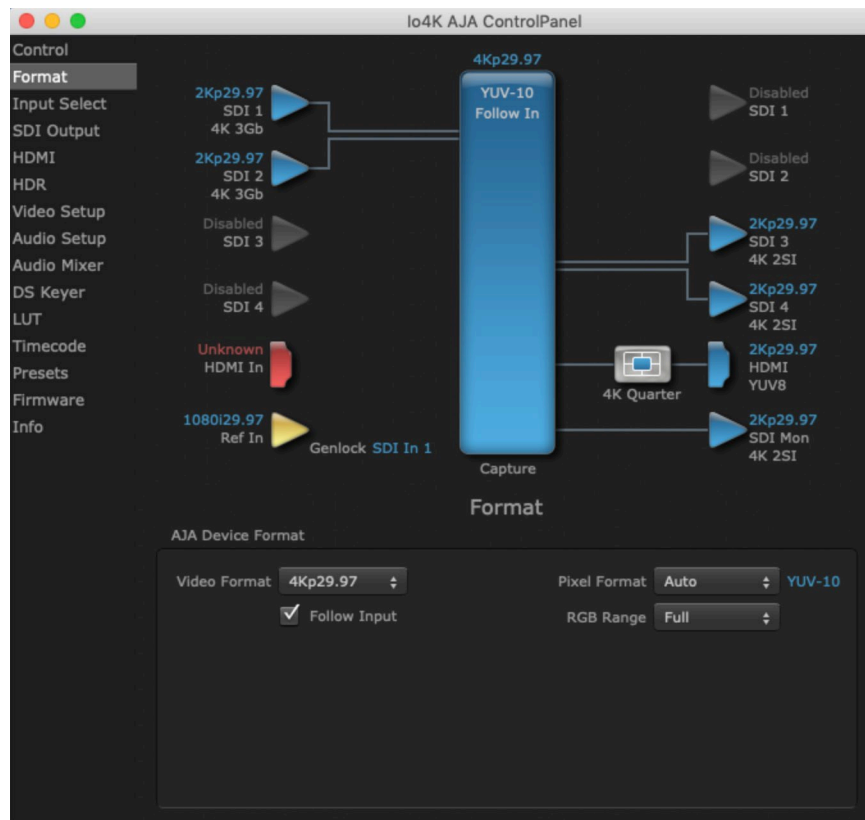 Io4K AJA ControlPanel
Control
Format
Input Select
SDI Output
HDMI
HDR
Video Setup
Audio Setup
Audio Mixer
DS Keyer
LUT
Timecode
Presets
Firmware
Info
4Kp29.97
YUV-10
Follow In
2Kp29.97
SDI 1
4K 3Gb
2Kp29.97
SDI 2
4K 3Gb
Disabled
SDI 3
Disabled
SDI 4
Unknown
HDMI In
1080i29.97
Ref In
Genlock SDI In 1
Capture
Disabled
SDI 1
Disabled
SDI 2
2Kp29.97
SDI 3
4K 2SI
2Kp29.97
SDI 4
4K 2SI
4K Quarter
2Kp29.97
HDMI
YUV8
2Kp29.97
SDI Mon
4K 2SI
Format
AJA Device Format
Video Format 4Kp29.97
Follow Input
Pixel Format Auto YUV-10
RGB Range Full